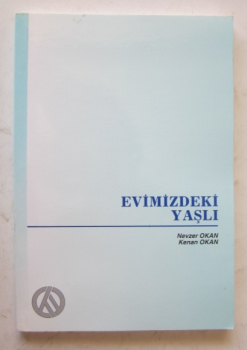 EVİMİZDEKİ
YAŞLI
Nevzer OKAN
Kenan OKAN